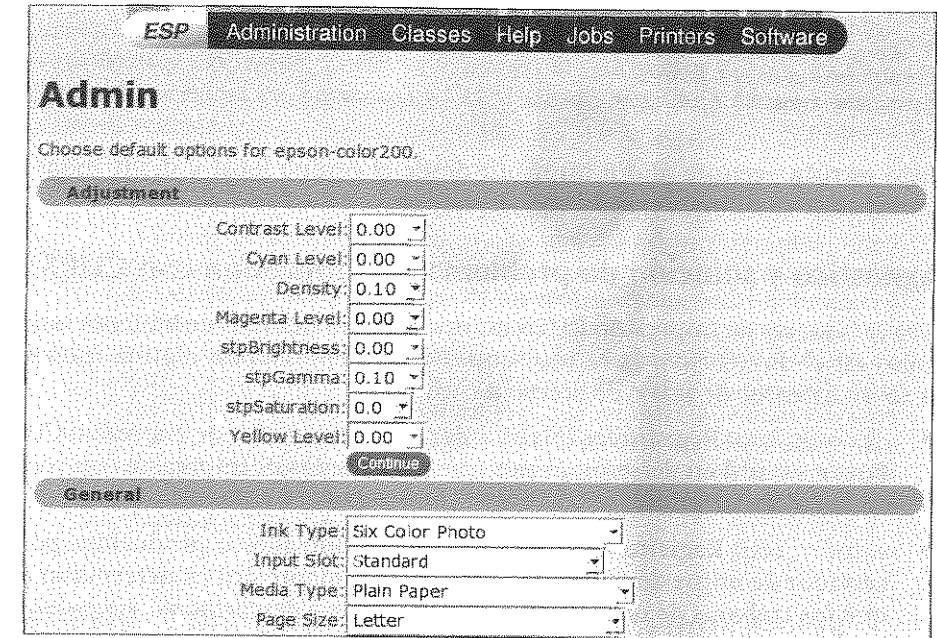 ESP Administration Classes Help Jobs Printers Software
Admin
Choose default options for epson-color200.
Adjustment
Contrast Level: 0.00
Cyan Level: 0.00
Density: 0.10
Magenta Level: 0.00
stpBrightness: 0.00
stpGamma: 0.10
stpSaturation: 0.0
Yellow Level: 0.00
Continue
General
Ink Type: Six Color Photo
Input Slot: Standard
Media Type: Plain Paper
Page Size: Letter